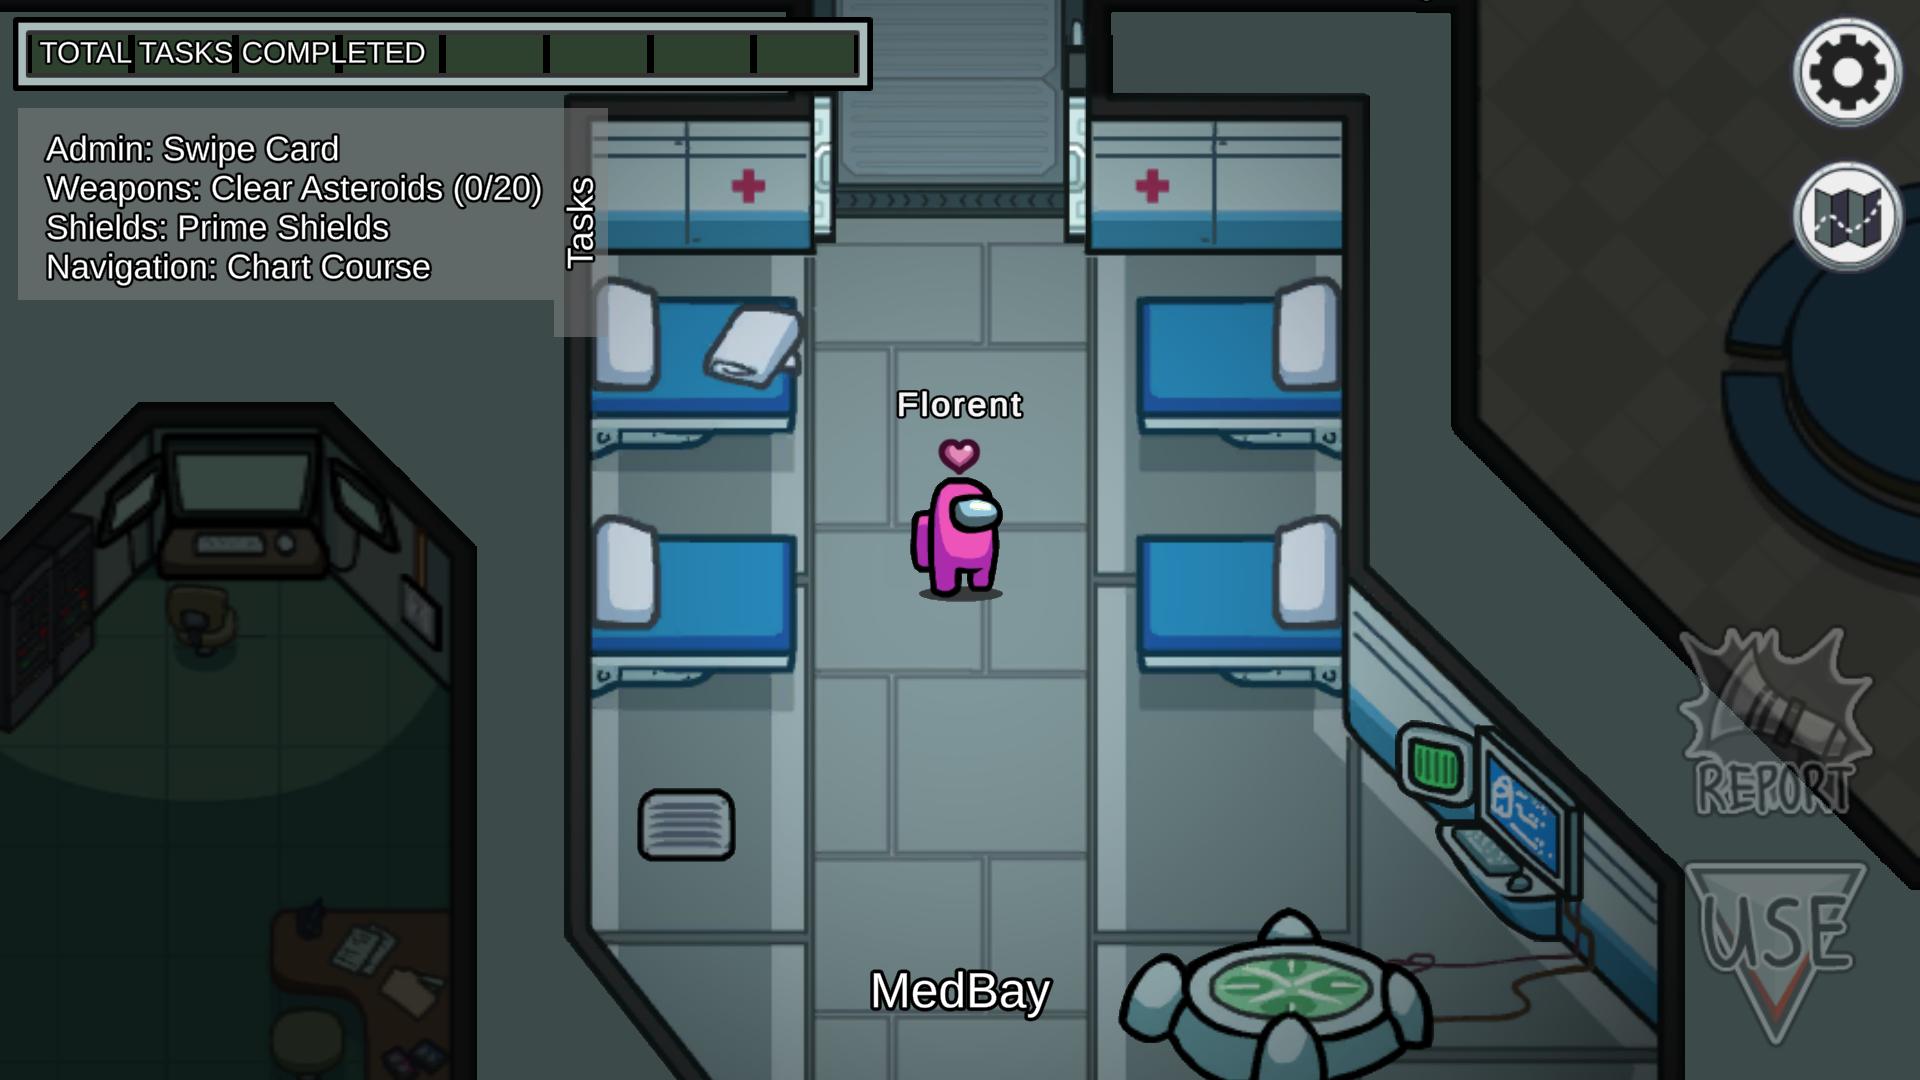 TOTAL TASKS COMPLETED
Admin: Swipe Card
Weapons: Clear Asteroids (0/20)
Shields: Prime Shields
Navigation: Chart Course
Tasks
Florent
REPORT
USE
MedBay